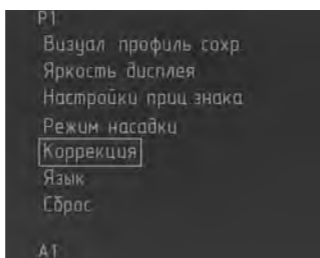 P1
Визуал профиль сохр
Яркость дисплея
Настройки приц знака
Режим насадки
Коррекция
Язык
Сброс
A1